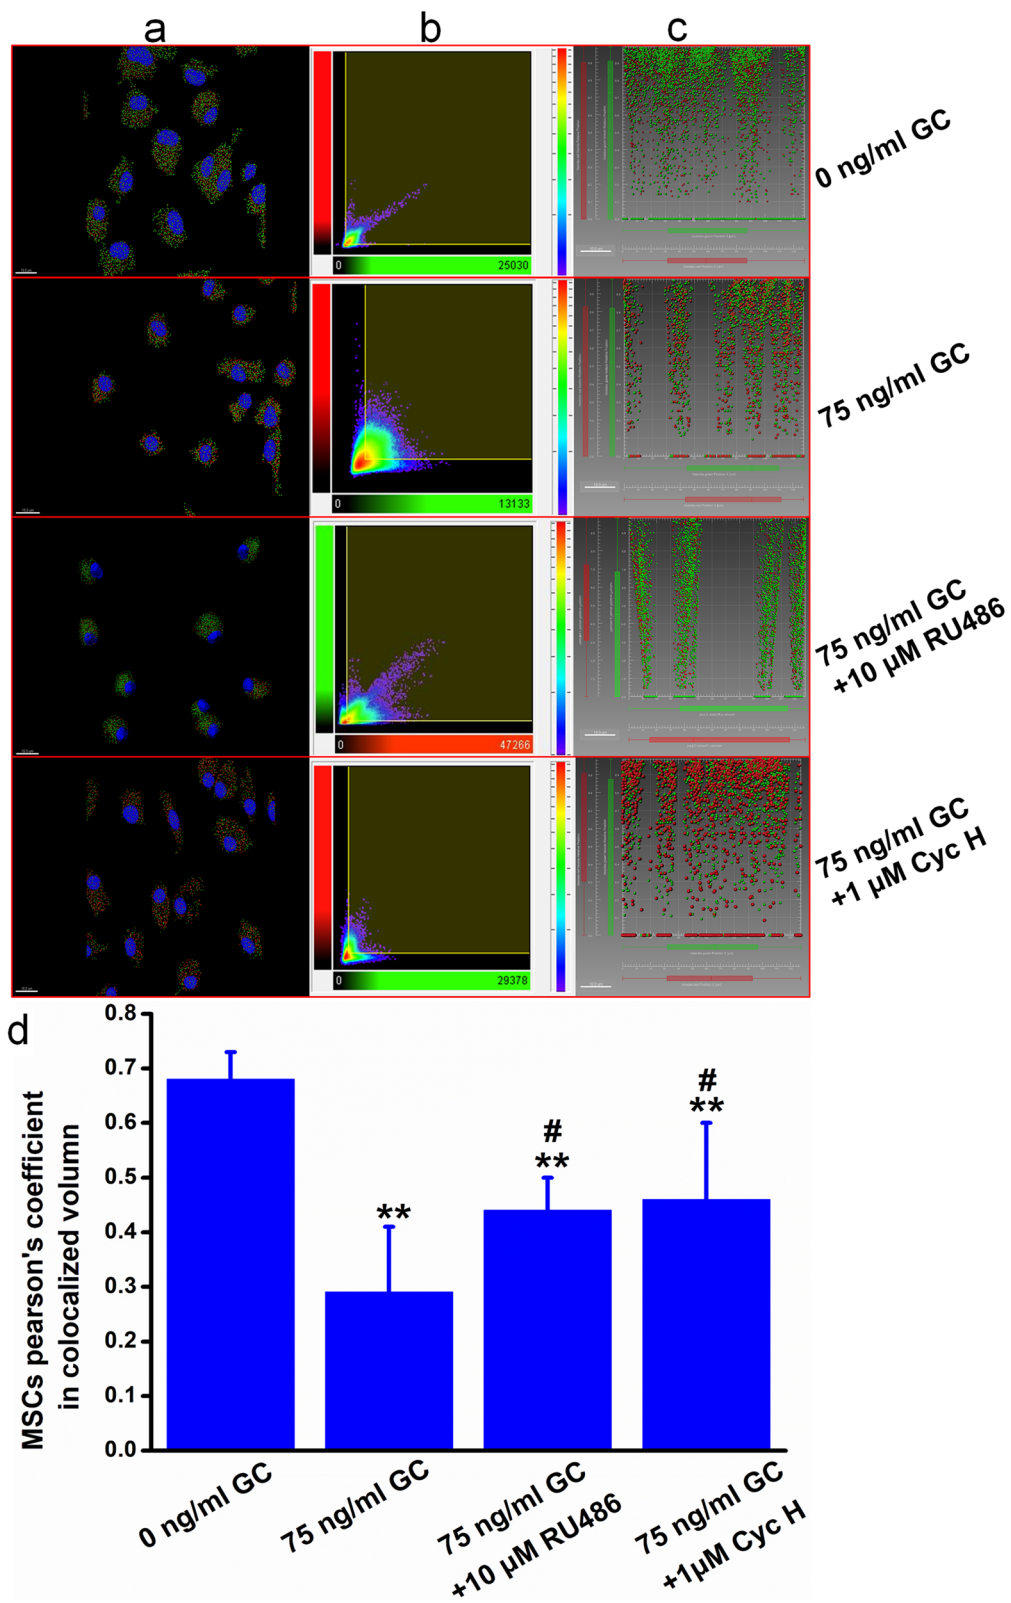 a b c
0 25030
0 ng/ml GC
0 13133
75 ng/ml GC
0 47266
75 ng/ml GC
+10 µM RU486
0 29378
75 ng/ml GC
+1 µM Cyc H
d
MSCs pearson's coefficient
in colocalized volumn
0.8
0.7
0.6
0.5
0.4
0.3
0.2
0.1
0.0
**
#
**
#
**
0 ng/ml GC
75 ng/ml GC
75 ng/ml GC
+10 µM RU486
75 ng/ml GC
+1µM Cyc H